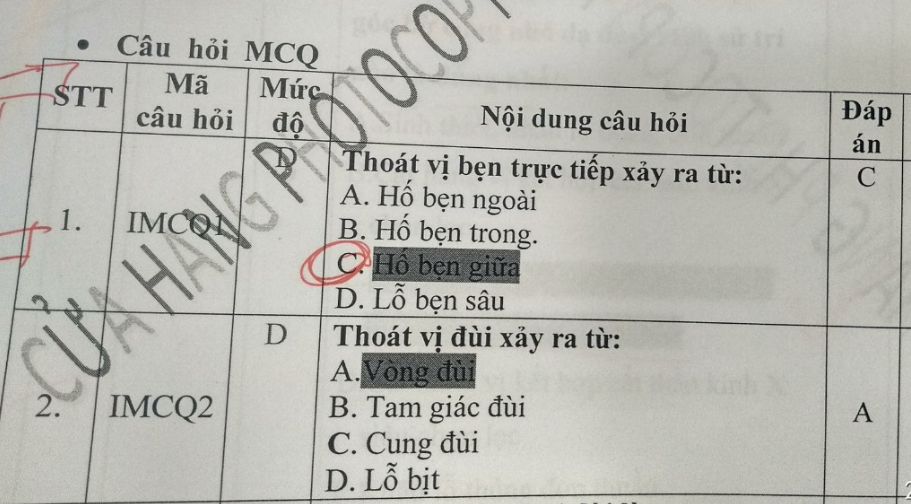 • Câu hỏi MCQ
STT Mã câu hỏi Mức độ Nội dung câu hỏi Đáp án
1. IMCQ1 D Thoát vị bẹn trực tiếp xảy ra từ: C
A. Hố bẹn ngoài
B. Hố bẹn trong.
C. Hố bẹn giữa
D. Lỗ bẹn sâu
2. IMCQ2 D Thoát vị đùi xảy ra từ: A
A.Vòng đùi
B. Tam giác đùi
C. Cung đùi
D. Lỗ bịt
CỬA HÀNG PHOTOCOPY